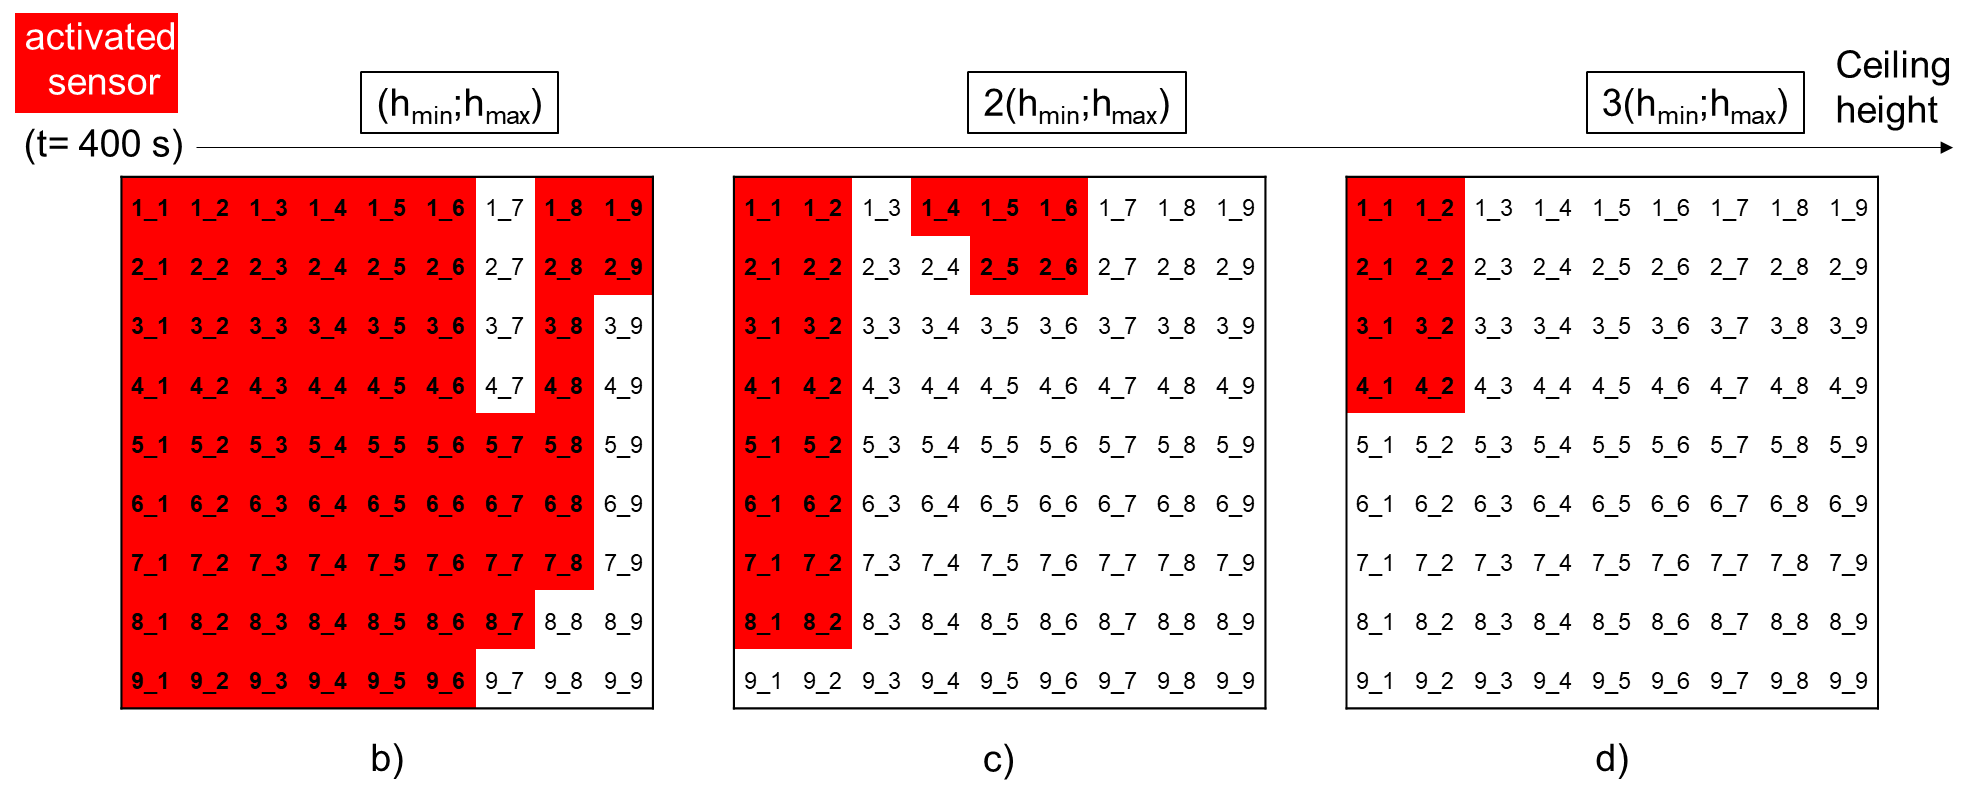 activated
sensor
(t= 400 s)
(hmin;hmax)
2(hmin;hmax)
3(hmin;hmax)
Ceiling
height
1_1 1_2 1_3 1_4 1_5 1_6 1_7 1_8 1_9
2_1 2_2 2_3 2_4 2_5 2_6 2_7 2_8 2_9
3_1 3_2 3_3 3_4 3_5 3_6 3_7 3_8 3_9
4_1 4_2 4_3 4_4 4_5 4_6 4_7 4_8 4_9
5_1 5_2 5_3 5_4 5_5 5_6 5_7 5_8 5_9
6_1 6_2 6_3 6_4 6_5 6_6 6_7 6_8 6_9
7_1 7_2 7_3 7_4 7_5 7_6 7_7 7_8 7_9
8_1 8_2 8_3 8_4 8_5 8_6 8_7 8_8 8_9
9_1 9_2 9_3 9_4 9_5 9_6 9_7 9_8 9_9
b)
1_1 1_2 1_3 1_4 1_5 1_6 1_7 1_8 1_9
2_1 2_2 2_3 2_4 2_5 2_6 2_7 2_8 2_9
3_1 3_2 3_3 3_4 3_5 3_6 3_7 3_8 3_9
4_1 4_2 4_3 4_4 4_5 4_6 4_7 4_8 4_9
5_1 5_2 5_3 5_4 5_5 5_6 5_7 5_8 5_9
6_1 6_2 6_3 6_4 6_5 6_6 6_7 6_8 6_9
7_1 7_2 7_3 7_4 7_5 7_6 7_7 7_8 7_9
8_1 8_2 8_3 8_4 8_5 8_6 8_7 8_8 8_9
9_1 9_2 9_3 9_4 9_5 9_6 9_7 9_8 9_9
c)
1_1 1_2 1_3 1_4 1_5 1_6 1_7 1_8 1_9
2_1 2_2 2_3 2_4 2_5 2_6 2_7 2_8 2_9
3_1 3_2 3_3 3_4 3_5 3_6 3_7 3_8 3_9
4_1 4_2 4_3 4_4 4_5 4_6 4_7 4_8 4_9
5_1 5_2 5_3 5_4 5_5 5_6 5_7 5_8 5_9
6_1 6_2 6_3 6_4 6_5 6_6 6_7 6_8 6_9
7_1 7_2 7_3 7_4 7_5 7_6 7_7 7_8 7_9
8_1 8_2 8_3 8_4 8_5 8_6 8_7 8_8 8_9
9_1 9_2 9_3 9_4 9_5 9_6 9_7 9_8 9_9
d)